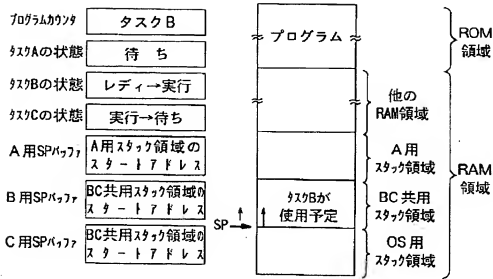 プログラムカウンタ
タスクB
タスクAの状態
待 ち
タスクBの状態
レディ→実行
タスクCの状態
実行→待ち
A用SPバッファ
A用スタック領域の
スタートアドレス
B用SPバッファ
BC共用スタック領域の
スタートアドレス
C用SPバッファ
BC共用スタック領域の
スタートアドレス
SP
プログラム
タスクBが
使用予定
ROM
領域
他の
RAM領域
A用
スタック領域
BC共用
スタック領域
OS用
スタック領域
RAM
領域